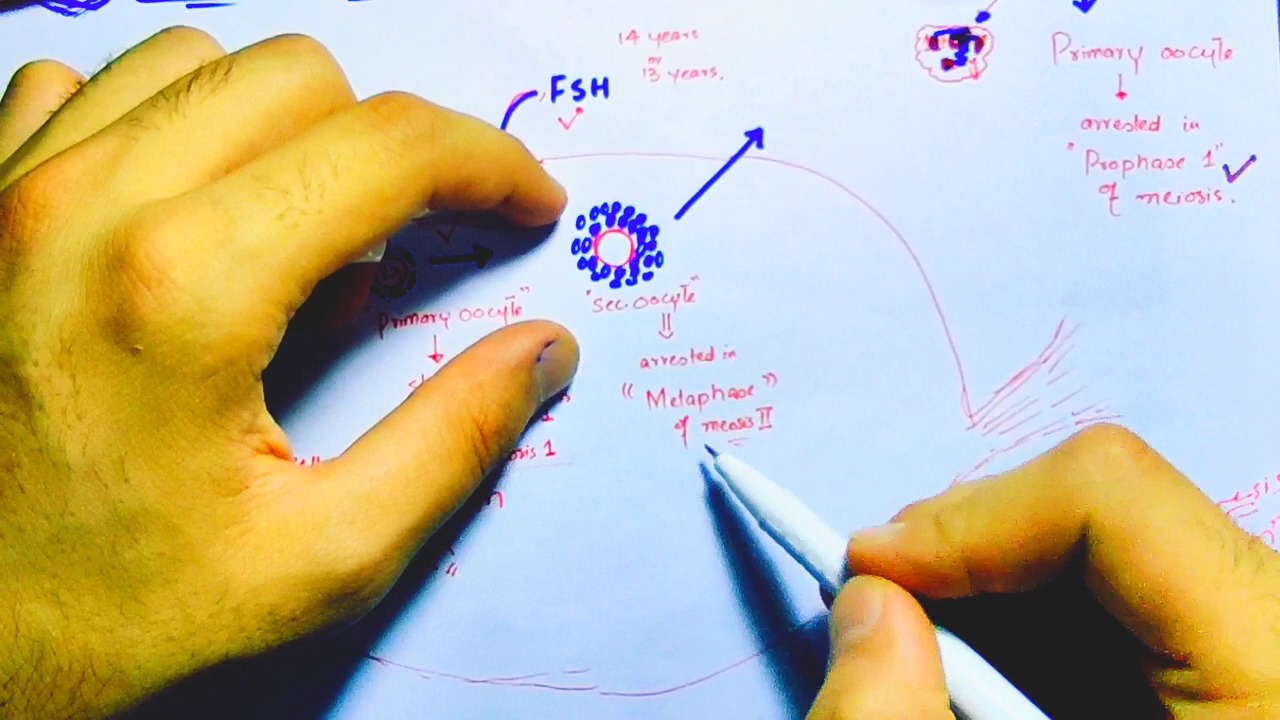 14 years
or
13 years.
FSH
Primary oocyte
arrested in
"Prophase 1"
of meiosis.
"Primary oocyte"
"Sec. oocyte"
arrested in
"Metaphase"
of meosis II